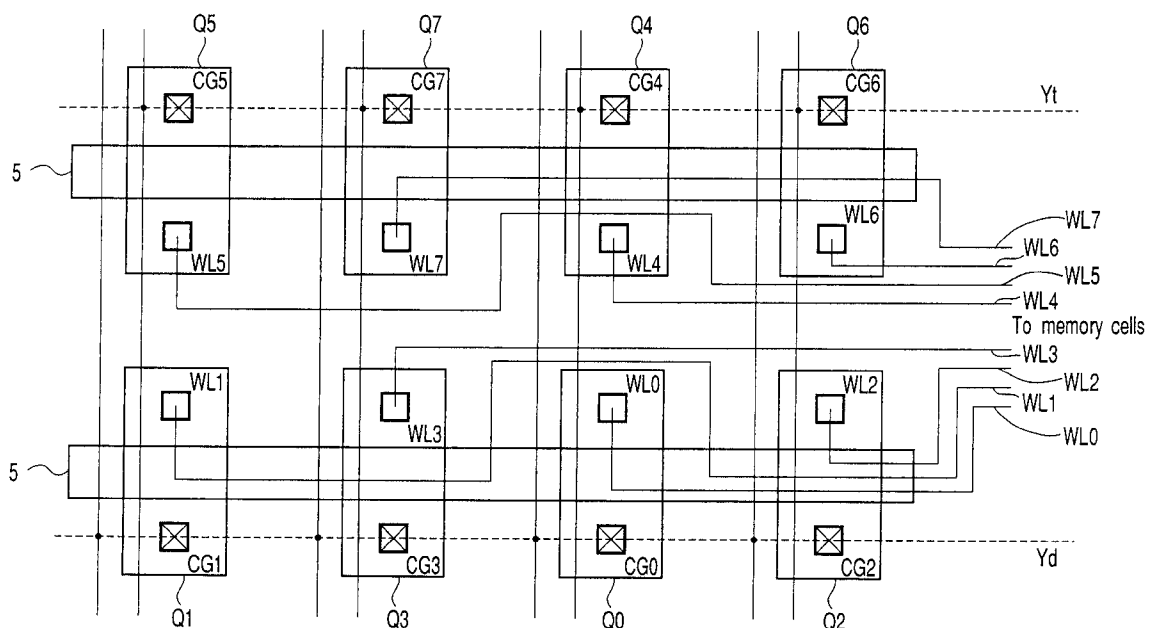 Q5 Q7 Q4 Q6
CG5 CG7 CG4 CG6
Yt
5
WL5 WL7 WL4 WL6
WL7
WL6
WL5
WL4
To memory cells
WL3
WL2
WL1
WL0
WL1 WL3 WL0 WL2
5
CG1 CG3 CG0 CG2
Yd
Q1 Q3 Q0 Q2